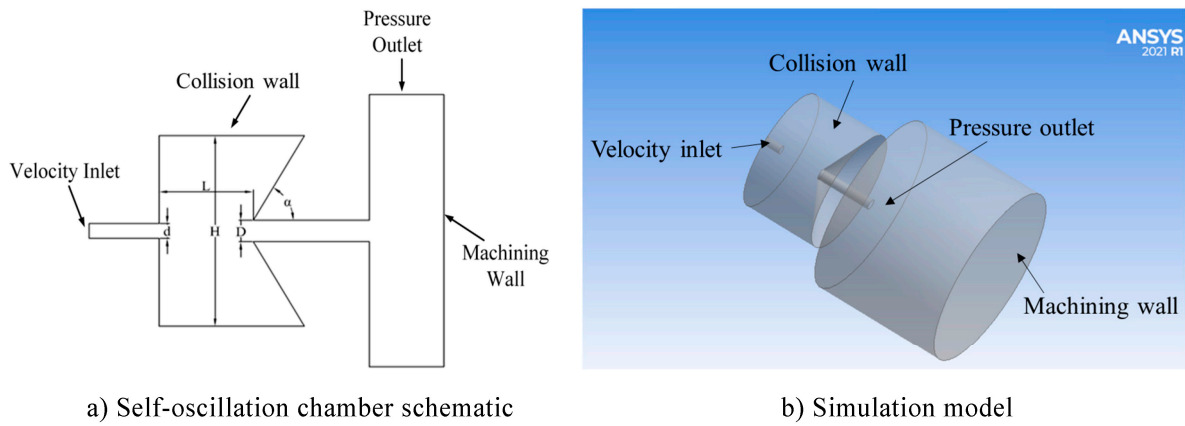 Pressure
Outlet
Collision wall
Velocity Inlet
L
α
d
H
D
Machining
Wall
a) Self-oscillation chamber schematic
ANSYS
2021 R1
Collision wall
Velocity inlet
Pressure outlet
Machining wall
b) Simulation model